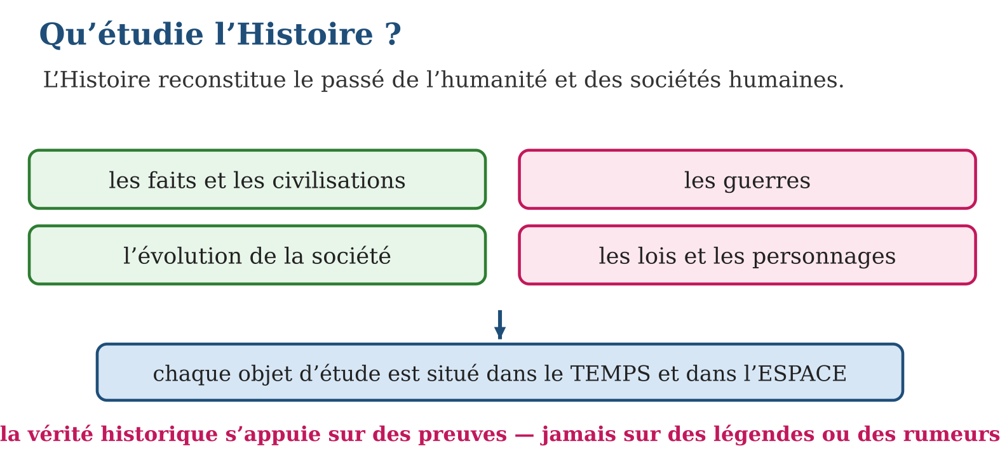 Qu’étudie l’Histoire ?
L’Histoire reconstitue le passé de l’humanité et des sociétés humaines.
les faits et les civilisations
les guerres
l’évolution de la société
les lois et les personnages
chaque objet d’étude est situé dans le TEMPS et dans l’ESPACE
la vérité historique s’appuie sur des preuves — jamais sur des légendes ou des rumeurs